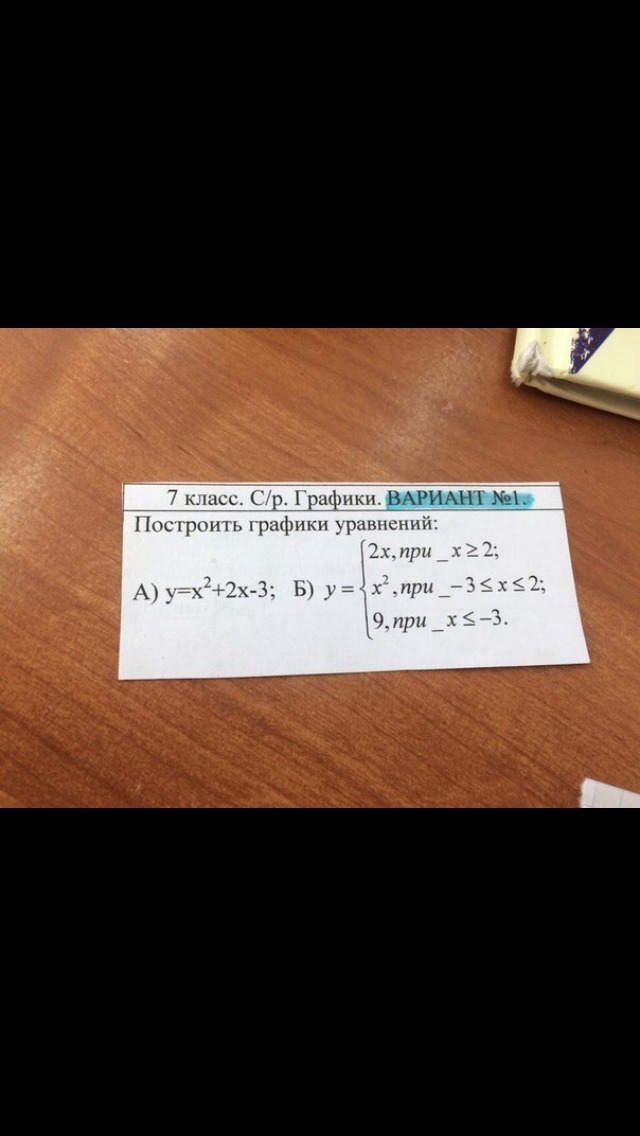 7 класс. С/р. Графики. ВАРИАНТ №1.
Построить графики уравнений:
А) y=x²+2x-3; Б) y = { 2x, при _ x ≥ 2;
x², при _ −3 ≤ x ≤ 2;
9, при _ x ≤ −3.